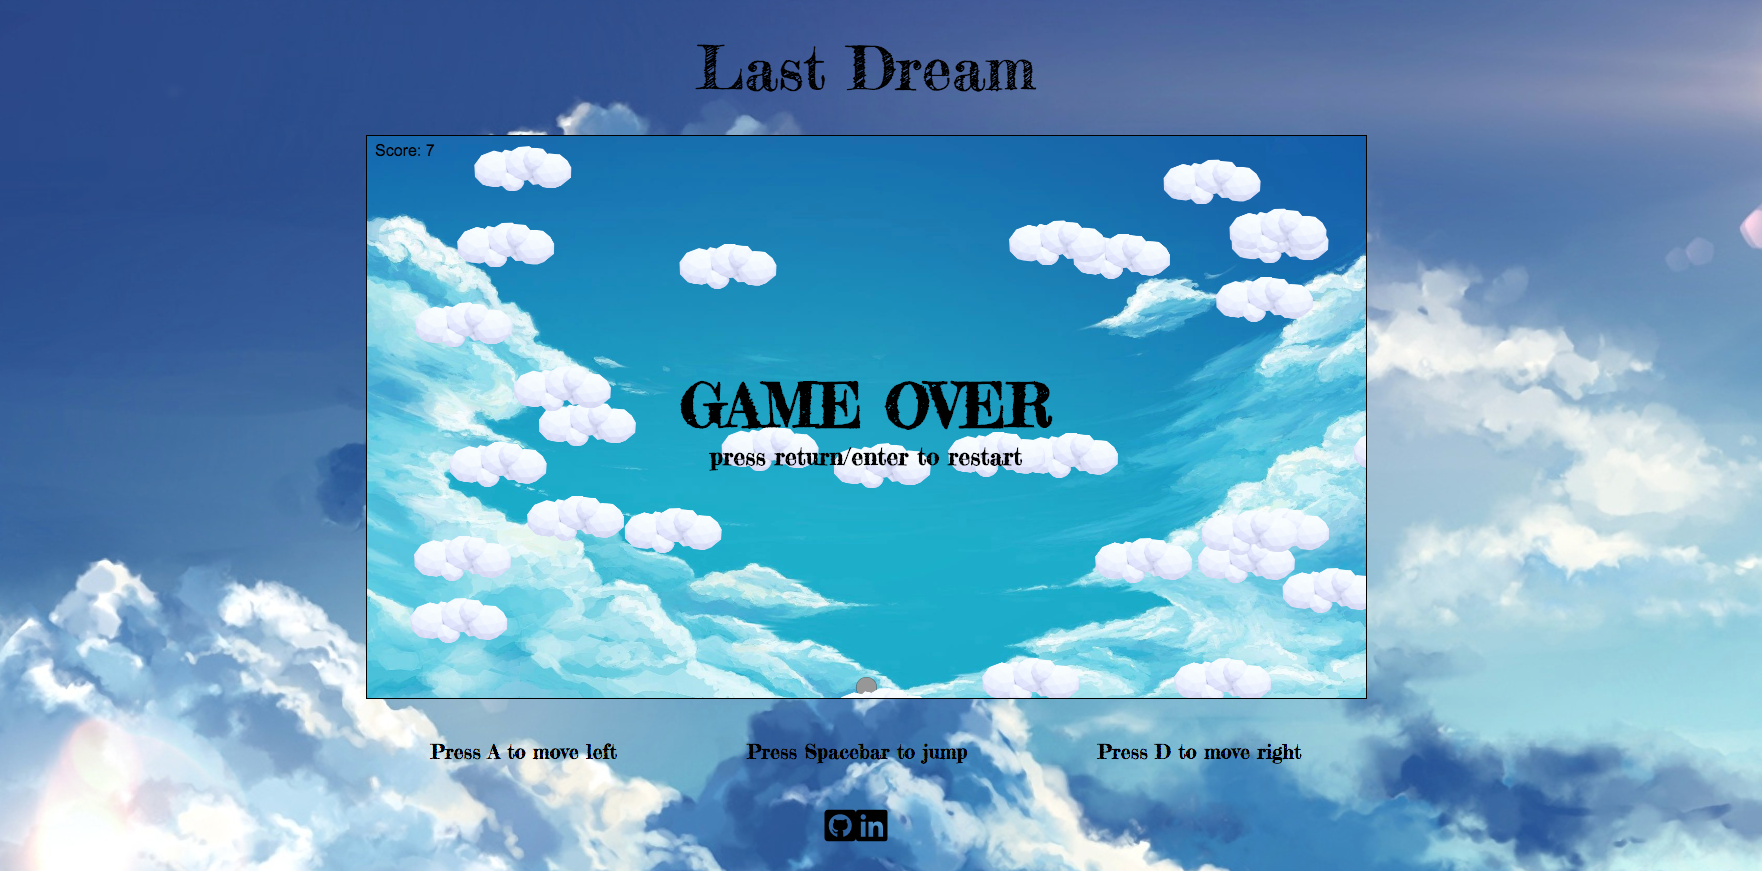 Last Dream
Score: 7
GAME OVER
press return/enter to restart
Press A to move left
Press Spacebar to jump
Press D to move right
in